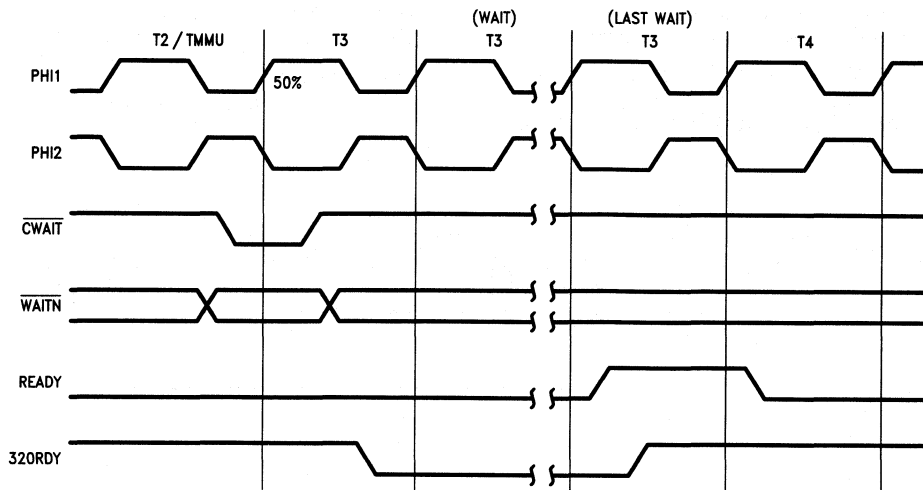 (WAIT) (LAST WAIT)
T2 / TMMU T3 T3 T3 T4
PHI1
50%
PHI2
CWAIT
WAITN
READY
320RDY